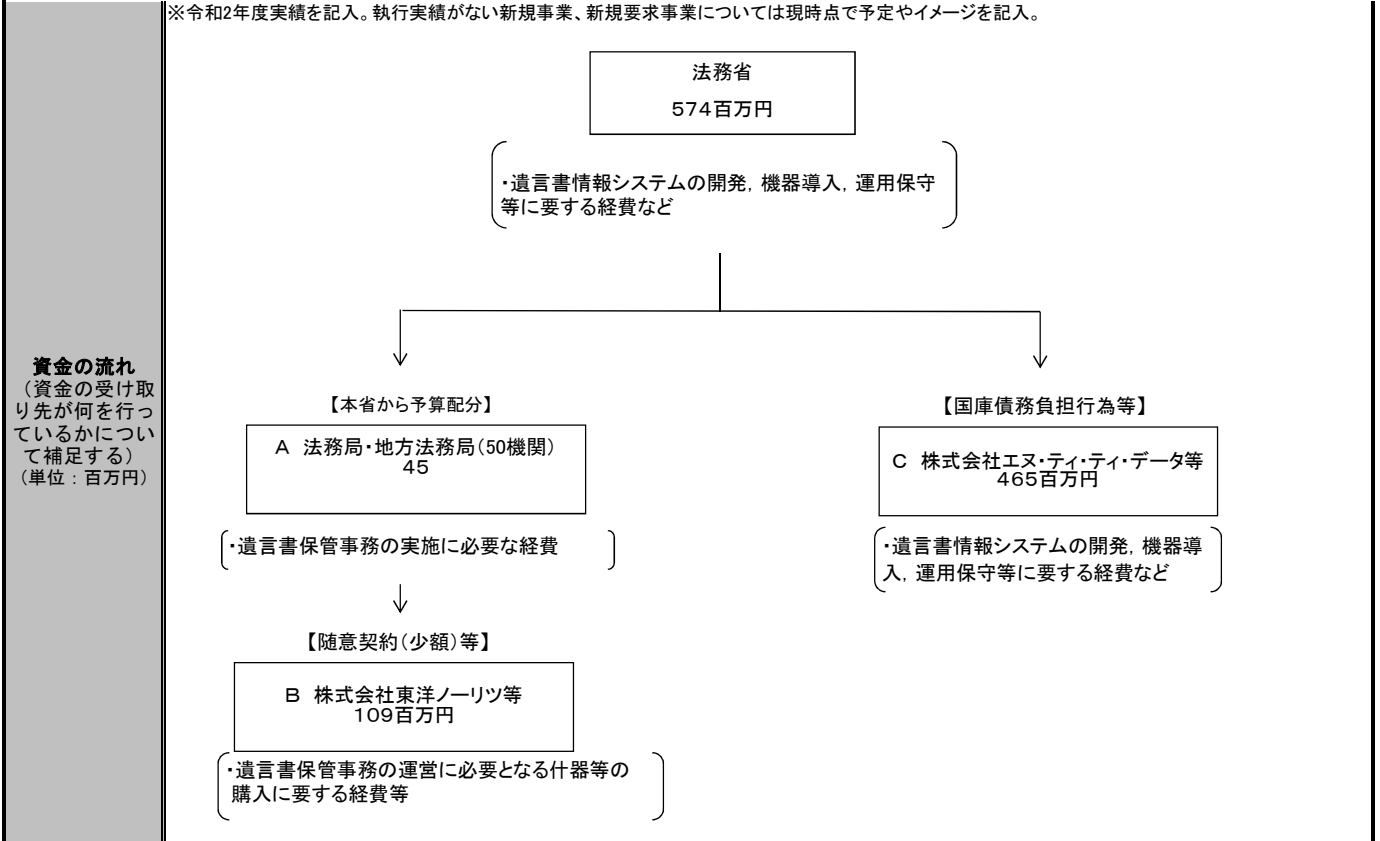 ※令和2年度実績を記入。執行実績がない新規事業、新規要求事業については現時点で予定やイメージを記入。
法務省
574百万円
・遺言書情報システムの開発,機器導入,運用保守
等に要する経費など
資金の流れ
（資金の受け取
り先が何を行っ
ているかについ
て補足する）
（単位：百万円）
【本省から予算配分】
A 法務局・地方法務局（50機関）
45
・遺言書保管事務の実施に必要な経費
【随意契約（少額）等】
B 株式会社東洋ノーリツ等
109百万円
・遺言書保管事務の運営に必要となる什器等の
購入に要する経費等
【国庫債務負担行為等】
C 株式会社エヌ・ティ・ティ・データ等
465百万円
・遺言書情報システムの開発,機器導
入,運用保守等に要する経費など